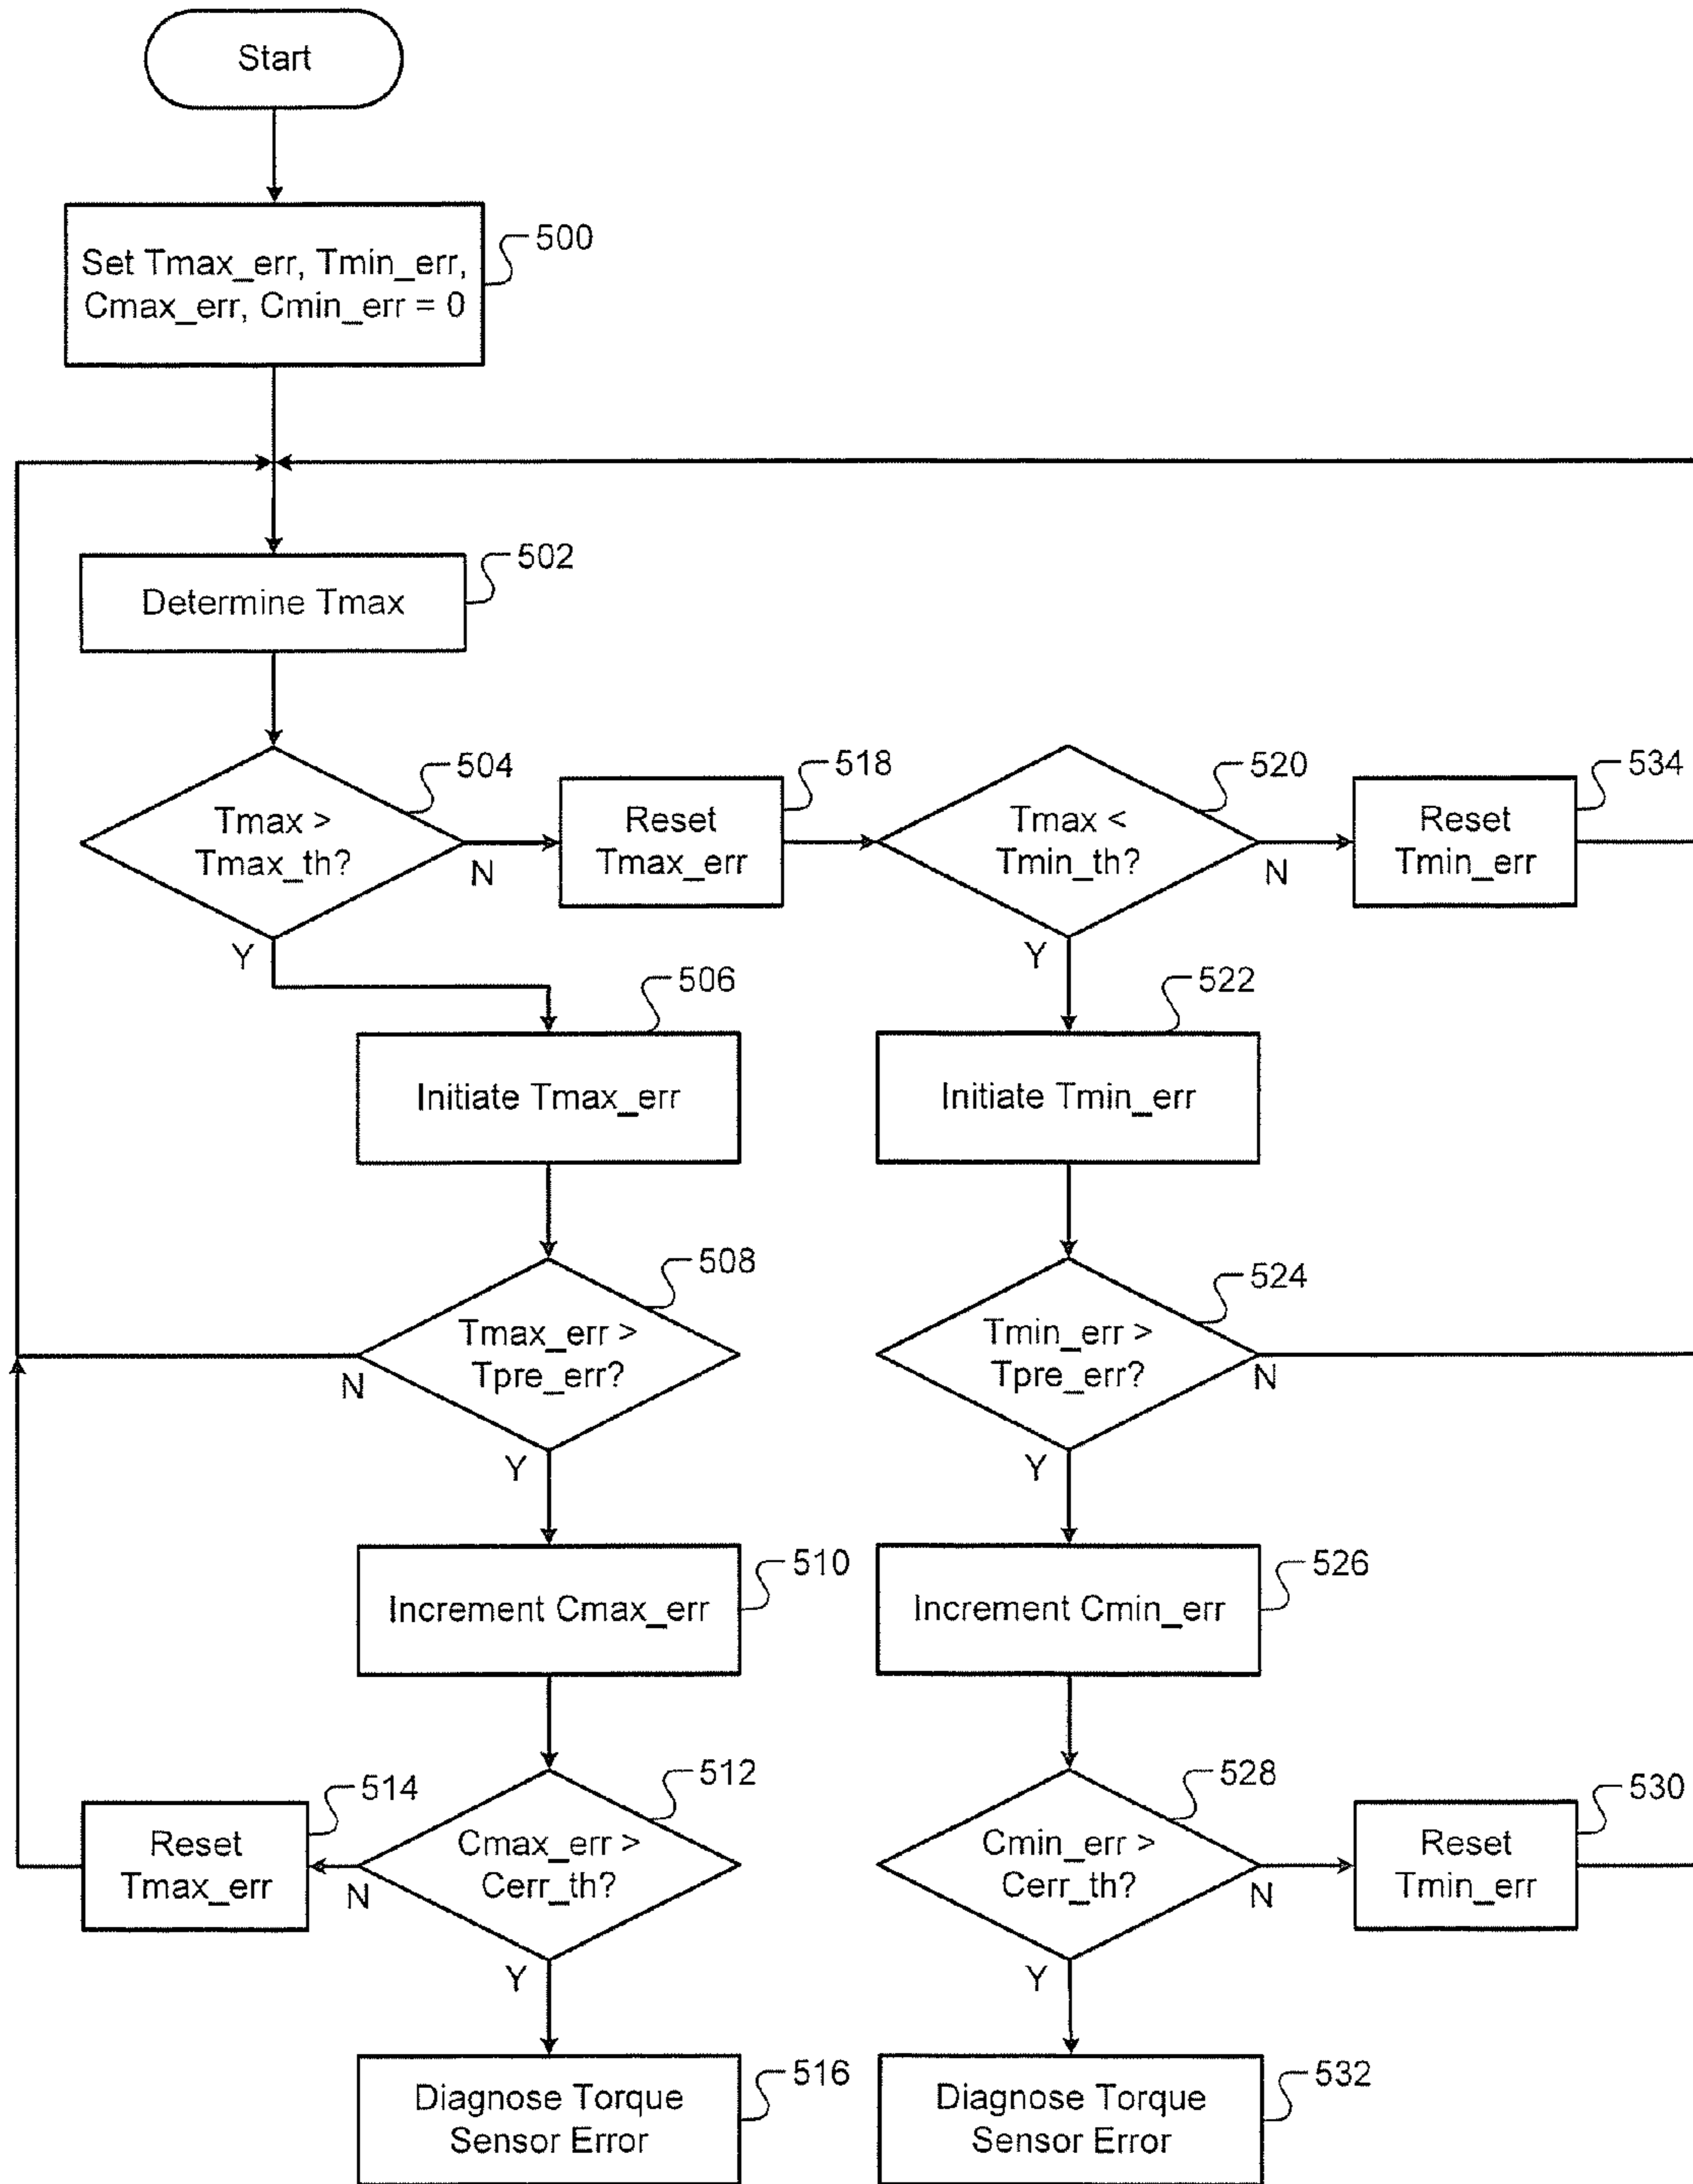 Start
500
Set Tmax_err, Tmin_err,
Cmax_err, Cmin_err = 0
502
Determine Tmax
504
Tmax >
Tmax_th?
N
Y
518
Reset
Tmax_err
520
Tmax <
Tmin_th?
N
Y
534
Reset
Tmin_err
506
Initiate Tmax_err
522
Initiate Tmin_err
508
Tmax_err >
Tpre_err?
N
Y
524
Tmin_err >
Tpre_err?
N
Y
510
Increment Cmax_err
526
Increment Cmin_err
514
Reset
Tmax_err
512
Cmax_err >
Cerr_th?
N
Y
528
Cmin_err >
Cerr_th?
N
Y
530
Reset
Tmin_err
516
Diagnose Torque
Sensor Error
532
Diagnose Torque
Sensor Error